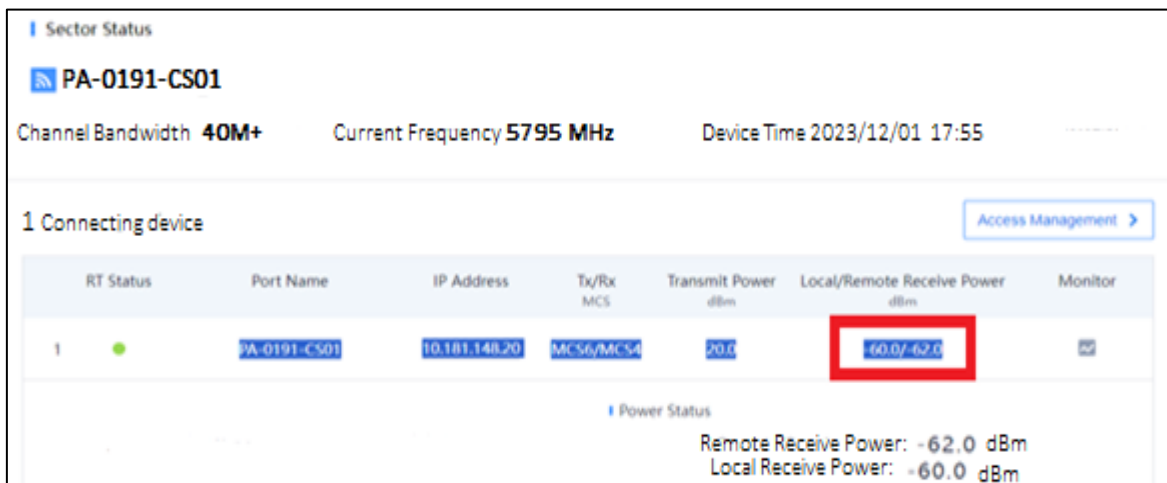 Sector Status
PA-0191-CS01
Channel Bandwidth 40M+ Current Frequency 5795 MHz Device Time 2023/12/01 17:55
1 Connecting device
Access Management >
RT Status Port Name IP Address Tx/Rx MCS Transmit Power dBm Local/Remote Receive Power dBm Monitor
1 PA-0191-CS01 10.181.148.20 MCS6/MCS4 20.0 -60.0/-62.0
Power Status
Remote Receive Power: -62.0 dBm
Local Receive Power: -60.0 dBm